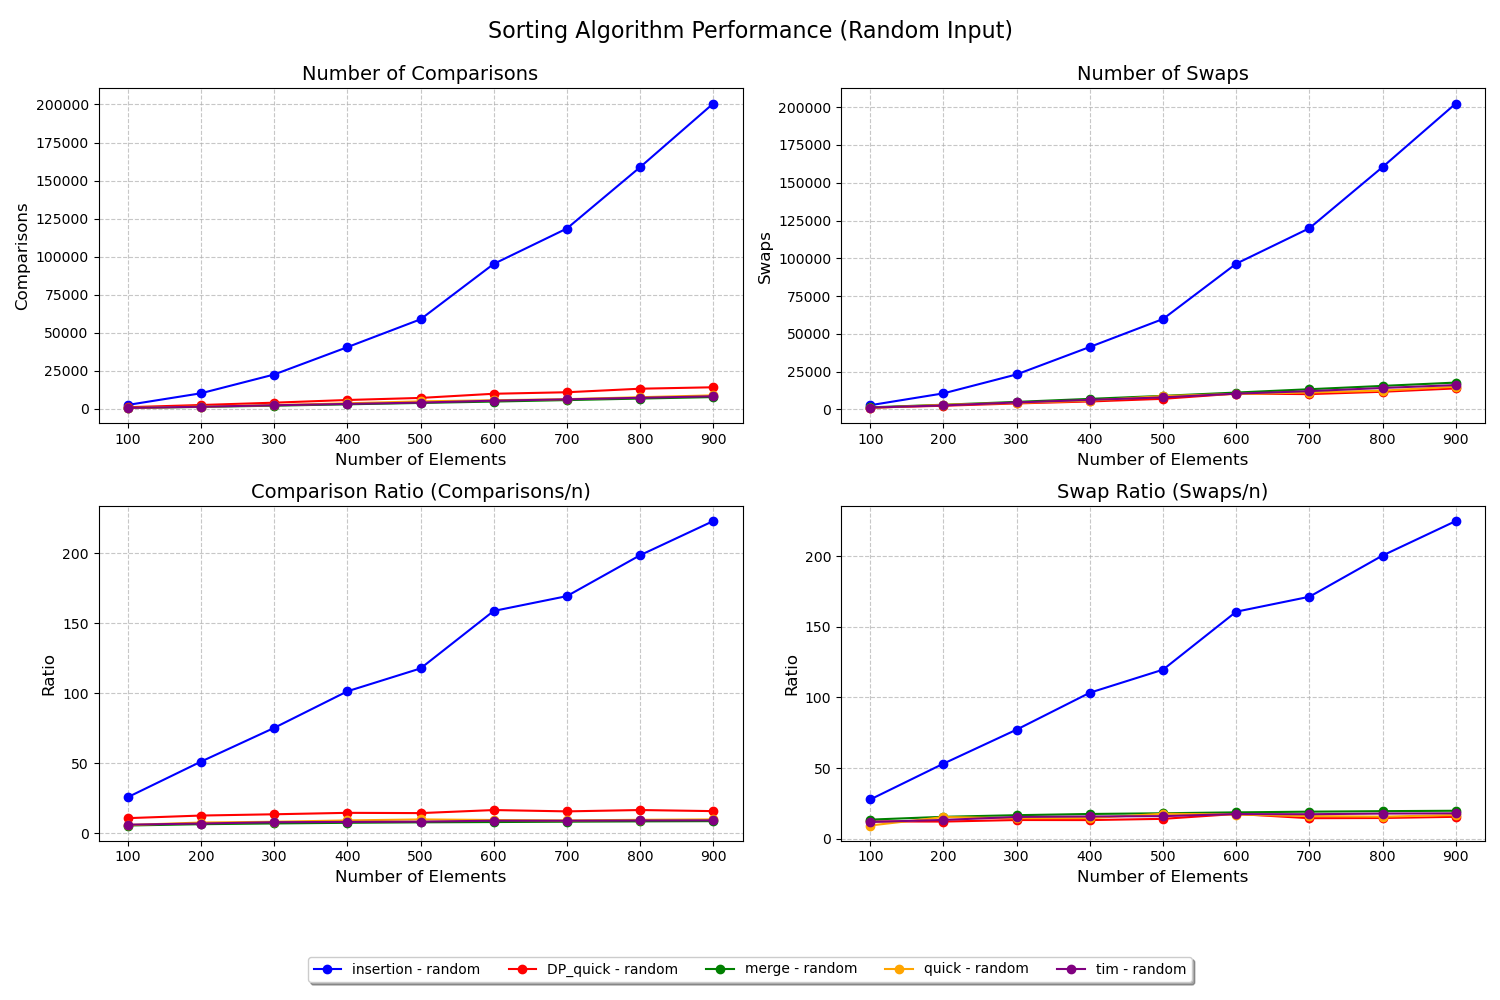 Sorting Algorithm Performance (Random Input)
Number of Comparisons
Comparisons
200000
175000
150000
125000
100000
75000
50000
25000
0
100 200 300 400 500 600 700 800 900
Number of Elements
Number of Swaps
Swaps
200000
175000
150000
125000
100000
75000
50000
25000
0
100 200 300 400 500 600 700 800 900
Number of Elements
Comparison Ratio (Comparisons/n)
Ratio
200
150
100
50
0
100 200 300 400 500 600 700 800 900
Number of Elements
Swap Ratio (Swaps/n)
Ratio
200
150
100
50
0
100 200 300 400 500 600 700 800 900
Number of Elements
insertion - random DP_quick - random merge - random quick - random tim - random